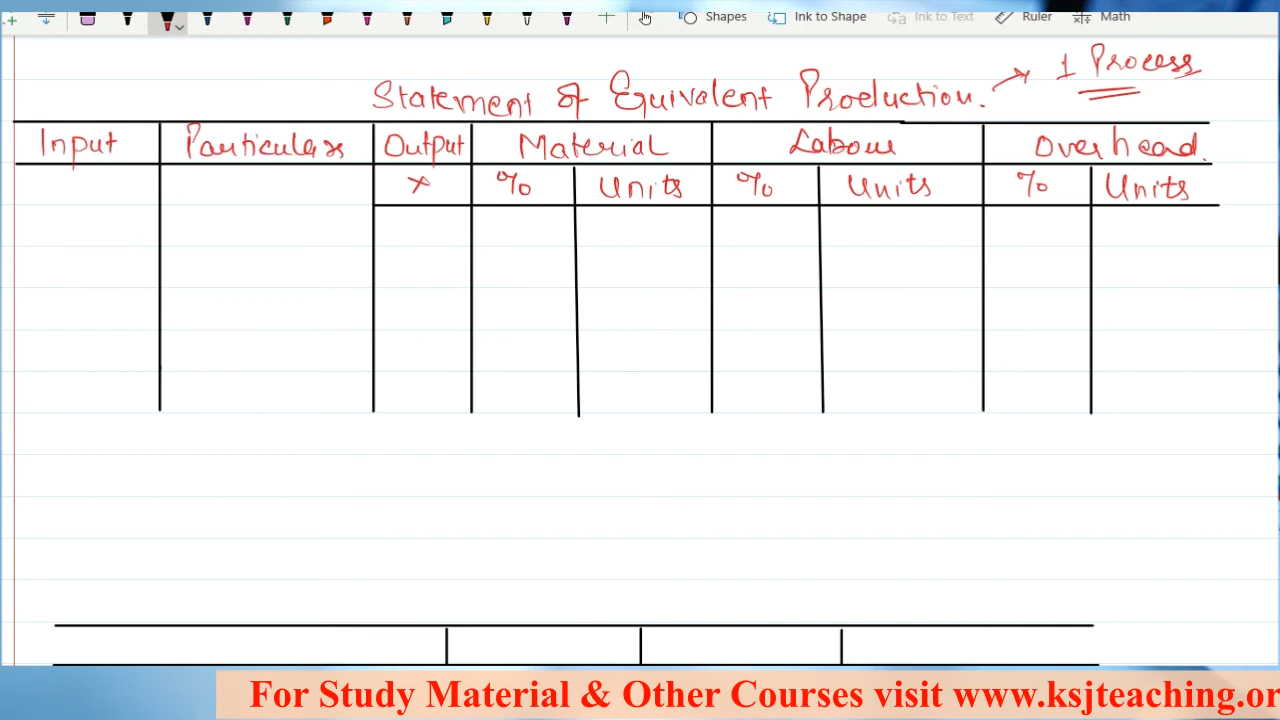 Shapes Ink to Shape Ink to Text Ruler Math
Statement of Equivalent Production. → 1 Process
Input Particulars Output Material Labour Overhead.
x % Units % Units % Units
For Study Material & Other Courses visit www.ksjteaching.or